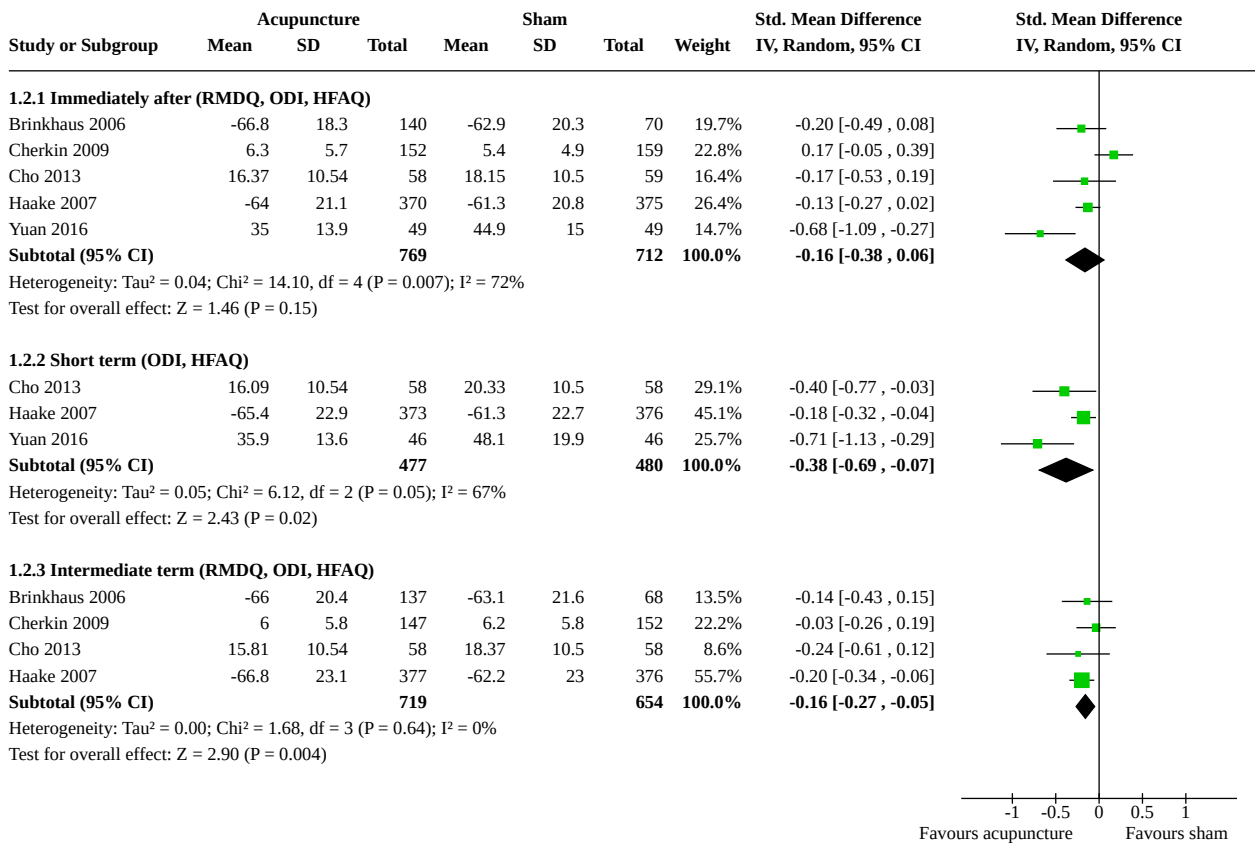 Acupuncture Sham Std. Mean Difference Std. Mean Difference
Study or Subgroup Mean SD Total Mean SD Total Weight IV, Random, 95% CI IV, Random, 95% CI
1.2.1 Immediately after (RMDQ, ODI, HFAQ)
Brinkhaus 2006 -66.8 18.3 140 -62.9 20.3 70 19.7% -0.20 [-0.49 , 0.08]
Cherkin 2009 6.3 5.7 152 5.4 4.9 159 22.8% 0.17 [-0.05 , 0.39]
Cho 2013 16.37 10.54 58 18.15 10.5 59 16.4% -0.17 [-0.53 , 0.19]
Haake 2007 -64 21.1 370 -61.3 20.8 375 26.4% -0.13 [-0.27 , 0.02]
Yuan 2016 35 13.9 49 44.9 15 49 14.7% -0.68 [-1.09 , -0.27]
Subtotal (95% CI) 769 712 100.0% -0.16 [-0.38 , 0.06]
Heterogeneity: Tau² = 0.04; Chi² = 14.10, df = 4 (P = 0.007); I² = 72%
Test for overall effect: Z = 1.46 (P = 0.15)
1.2.2 Short term (ODI, HFAQ)
Cho 2013 16.09 10.54 58 20.33 10.5 58 29.1% -0.40 [-0.77 , -0.03]
Haake 2007 -65.4 22.9 373 -61.3 22.7 376 45.1% -0.18 [-0.32 , -0.04]
Yuan 2016 35.9 13.6 46 48.1 19.9 46 25.7% -0.71 [-1.13 , -0.29]
Subtotal (95% CI) 477 480 100.0% -0.38 [-0.69 , -0.07]
Heterogeneity: Tau² = 0.05; Chi² = 6.12, df = 2 (P = 0.05); I² = 67%
Test for overall effect: Z = 2.43 (P = 0.02)
1.2.3 Intermediate term (RMDQ, ODI, HFAQ)
Brinkhaus 2006 -66 20.4 137 -63.1 21.6 68 13.5% -0.14 [-0.43 , 0.15]
Cherkin 2009 6 5.8 147 6.2 5.8 152 22.2% -0.03 [-0.26 , 0.19]
Cho 2013 15.81 10.54 58 18.37 10.5 58 8.6% -0.24 [-0.61 , 0.12]
Haake 2007 -66.8 23.1 377 -62.2 23 376 55.7% -0.20 [-0.34 , -0.06]
Subtotal (95% CI) 719 654 100.0% -0.16 [-0.27 , -0.05]
Heterogeneity: Tau² = 0.00; Chi² = 1.68, df = 3 (P = 0.64); I² = 0%
Test for overall effect: Z = 2.90 (P = 0.004)
-1 -0.5 0 0.5 1
Favours acupuncture Favours sham